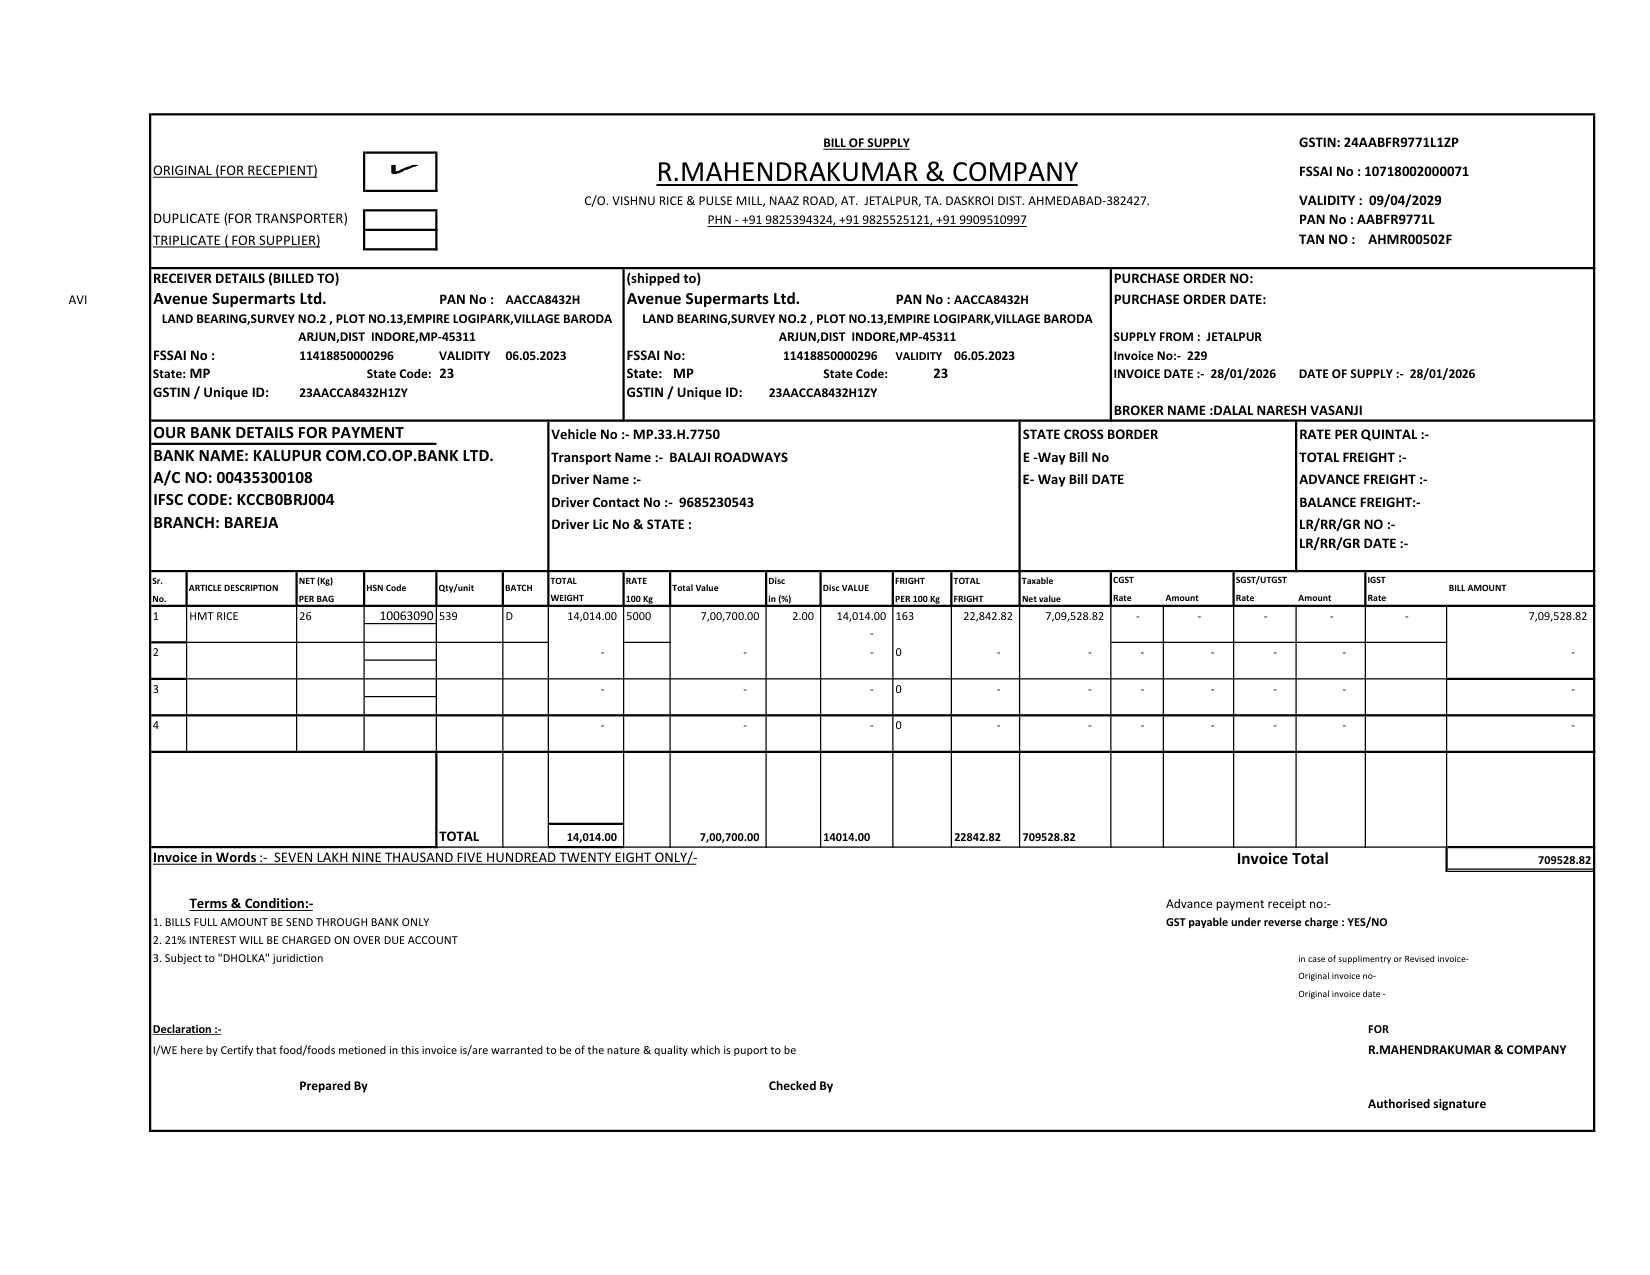 BILL OF SUPPLY
GSTIN: 24AABFR9771L1ZP
ORIGINAL (FOR RECEPIENT)
R.MAHENDRAKUMAR & COMPANY
FSSAI No : 10718002000071
C/O. VISHNU RICE & PULSE MILL, NAAZ ROAD, AT. JETALPUR, TA. DASKROI DIST. AHMEDABAD-382427.
VALIDITY : 09/04/2029
DUPLICATE (FOR TRANSPORTER)
PHN - +91 9825394324, +91 9825525121, +91 9909510997
PAN No : AABFR9771L
TRIPLICATE ( FOR SUPPLIER)
TAN NO : AHMR00502F
AVI
RECEIVER DETAILS (BILLED TO)
Avenue Supermarts Ltd. PAN No : AACCA8432H
LAND BEARING,SURVEY NO.2 , PLOT NO.13,EMPIRE LOGIPARK,VILLAGE BARODA
ARJUN,DIST INDORE,MP-45311
FSSAI No : 11418850000296 VALIDITY 06.05.2023
State: MP State Code: 23
GSTIN / Unique ID: 23AACCA8432H1ZY
(shipped to)
Avenue Supermarts Ltd. PAN No : AACCA8432H
LAND BEARING,SURVEY NO.2 , PLOT NO.13,EMPIRE LOGIPARK,VILLAGE BARODA
ARJUN,DIST INDORE,MP-45311
FSSAI No: 11418850000296 VALIDITY 06.05.2023
State: MP State Code: 23
GSTIN / Unique ID: 23AACCA8432H1ZY
PURCHASE ORDER NO:
PURCHASE ORDER DATE:
SUPPLY FROM : JETALPUR
Invoice No:- 229
INVOICE DATE :- 28/01/2026 DATE OF SUPPLY :- 28/01/2026
BROKER NAME :DALAL NARESH VASANJI
OUR BANK DETAILS FOR PAYMENT
BANK NAME: KALUPUR COM.CO.OP.BANK LTD.
A/C NO: 00435300108
IFSC CODE: KCCB0BRJ004
BRANCH: BAREJA
Vehicle No :- MP.33.H.7750
Transport Name :- BALAJI ROADWAYS
Driver Name :-
Driver Contact No :- 9685230543
Driver Lic No & STATE :
STATE CROSS BORDER
E -Way Bill No
E- Way Bill DATE
RATE PER QUINTAL :-
TOTAL FREIGHT :-
ADVANCE FREIGHT :-
BALANCE FREIGHT:-
LR/RR/GR NO :-
LR/RR/GR DATE :-
Sr. No. ARTICLE DESCRIPTION NET (Kg) PER BAG HSN Code Qty/unit BATCH TOTAL WEIGHT RATE 100 Kg Total Value Disc in (%) Disc VALUE FRIGHT PER 100 Kg TOTAL FRIGHT Taxable Net value CGST Rate Amount SGST/UTGST Rate Amount IGST Rate BILL AMOUNT
1 HMT RICE 26 10063090 539 D 14,014.00 5000 7,00,700.00 2.00 14,014.00 163 22,842.82 7,09,528.82 - - - - - 7,09,528.82
-
2 - - - 0 - - - - - - -
3 - - - 0 - - - - - - -
4 - - - 0 - - - - - - -
TOTAL 14,014.00 7,00,700.00 14014.00 22842.82 709528.82
Invoice in Words :- SEVEN LAKH NINE THAUSAND FIVE HUNDREAD TWENTY EIGHT ONLY/- Invoice Total 709528.82
Terms & Condition:-
1. BILLS FULL AMOUNT BE SEND THROUGH BANK ONLY
2. 21% INTEREST WILL BE CHARGED ON OVER DUE ACCOUNT
3. Subject to "DHOLKA" juridiction
Advance payment receipt no:-
GST payable under reverse charge : YES/NO
in case of supplimentry or Revised invoice-
Original invoice no-
Original invoice date -
Declaration :-
I/WE here by Certify that food/foods metioned in this invoice is/are warranted to be of the nature & quality which is puport to be
FOR
R.MAHENDRAKUMAR & COMPANY
Prepared By Checked By
Authorised signature